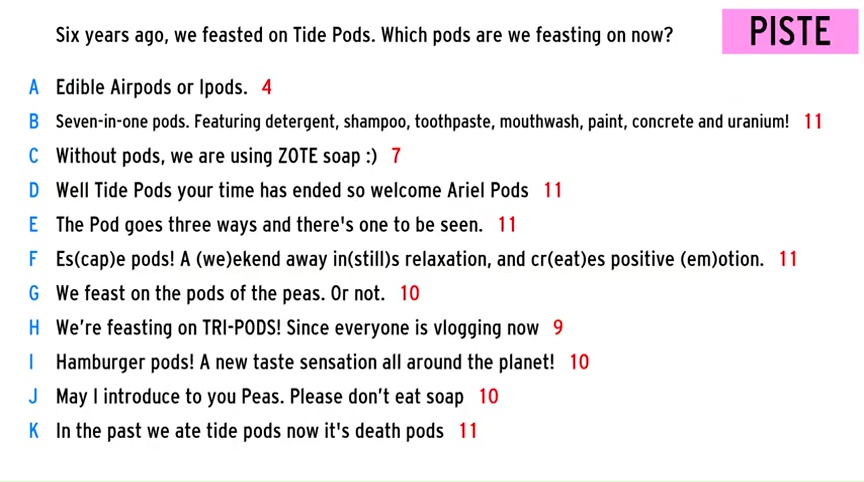 Six years ago, we feasted on Tide Pods. Which pods are we feasting on now?
PISTE
A Edible Airpods or Ipods. 4
B Seven-in-one pods. Featuring detergent, shampoo, toothpaste, mouthwash, paint, concrete and uranium! 11
C Without pods, we are using ZOTE soap :) 7
D Well Tide Pods your time has ended so welcome Ariel Pods 11
E The Pod goes three ways and there's one to be seen. 11
F Es(cap)e pods! A (we)ekend away in(still)s relaxation, and cr(eat)es positive (em)otion. 11
G We feast on the pods of the peas. Or not. 10
H We're feasting on TRI-PODS! Since everyone is vlogging now 9
I Hamburger pods! A new taste sensation all around the planet! 10
J May I introduce to you Peas. Please don't eat soap 10
K In the past we ate tide pods now it's death pods 11